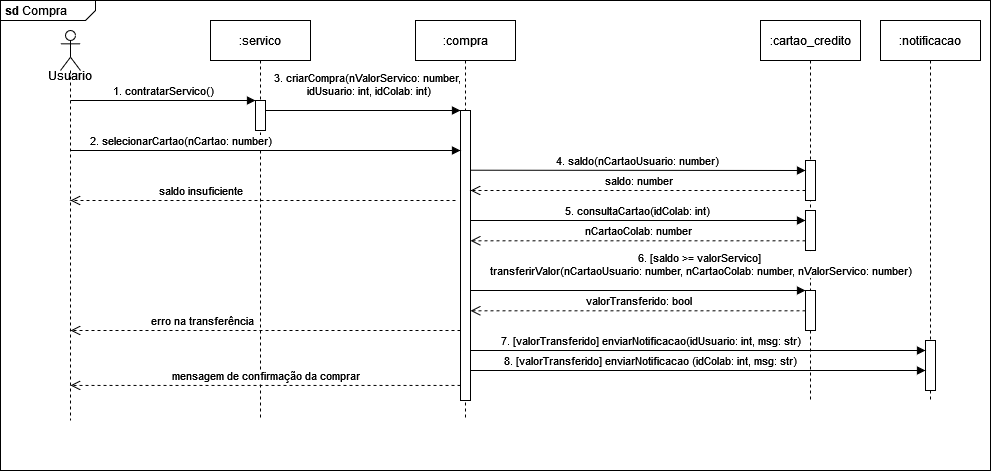 sd Compra
:servico
:compra
:cartao_credito
:notificacao
Usuario
3. criarCompra(nValorServico: number,
idUsuario: int, idColab: int)
1. contratarServico()
2. selecionarCartao(nCartao: number)
4. saldo(nCartaoUsuario: number)
saldo: number
saldo insuficiente
5. consultaCartao(idColab: int)
nCartaoColab: number
6. [saldo >= valorServico]
transferirValor(nCartaoUsuario: number, nCartaoColab: number, nValorServico: number)
valorTransferido: bool
erro na transferência
7. [valorTransferido] enviarNotificacao(idUsuario: int, msg: str)
8. [valorTransferido] enviarNotificacao (idColab: int, msg: str)
mensagem de confirmação da comprar